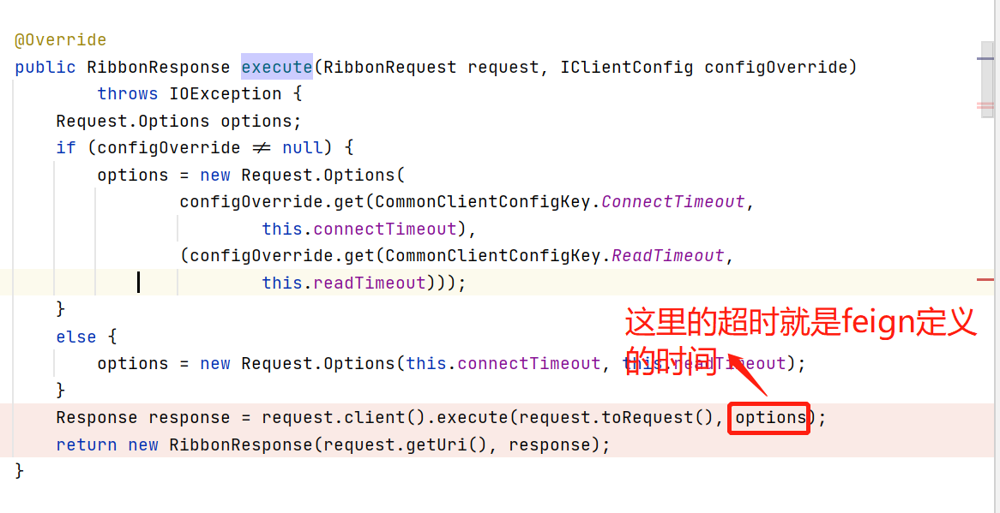 @Override
public RibbonResponse execute(RibbonRequest request, IClientConfig configOverride)
throws IOException {
Request.Options options;
if (configOverride ≠ null) {
options = new Request.Options(
configOverride.get(CommonClientConfigKey.ConnectTimeout,
this.connectTimeout),
(configOverride.get(CommonClientConfigKey.ReadTimeout,
this.readTimeout)));
}
这里的超时就是feign定义
else {
的时间
options = new Request.Options(this.connectTimeout, this.readTimeout);
}
Response response = request.client().execute(request.toRequest(), options);
return new RibbonResponse(request.getUri(), response);
}